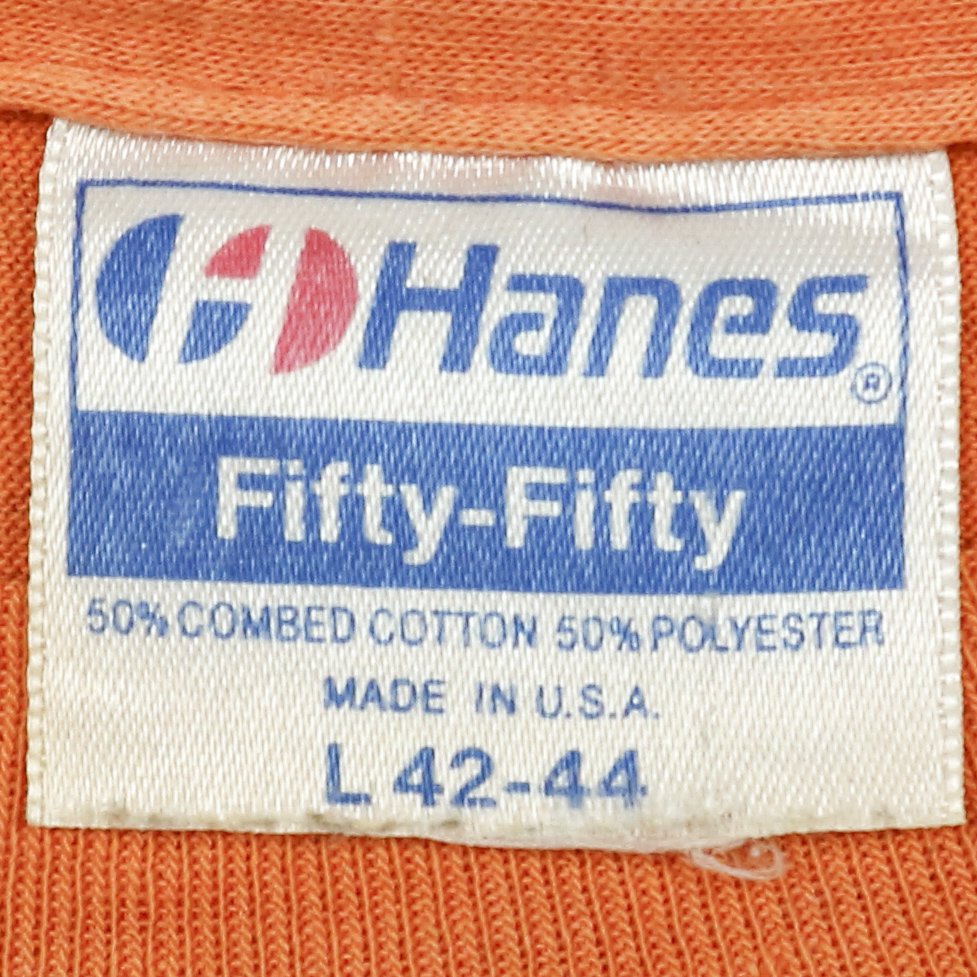 Hanes®
Fifty-Fifty
50% COMBED COTTON 50% POLYESTER
MADE IN U.S.A.
L 42-44